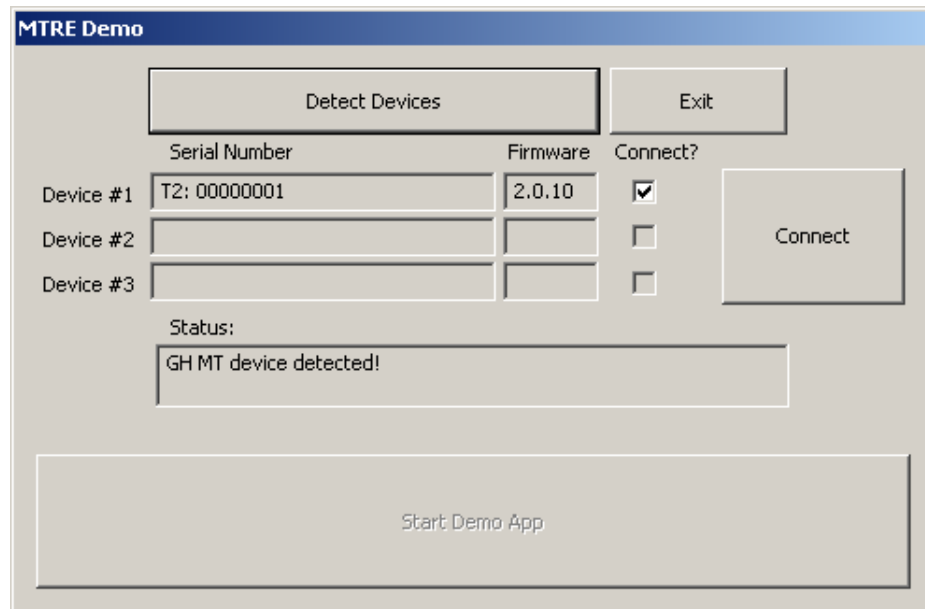 MTRE Demo
Detect Devices Exit
Serial Number Firmware Connect?
Device #1 T2: 00000001 2.0.10
Device #2
Connect
Device #3
Status:
GH MT device detected!
Start Demo App